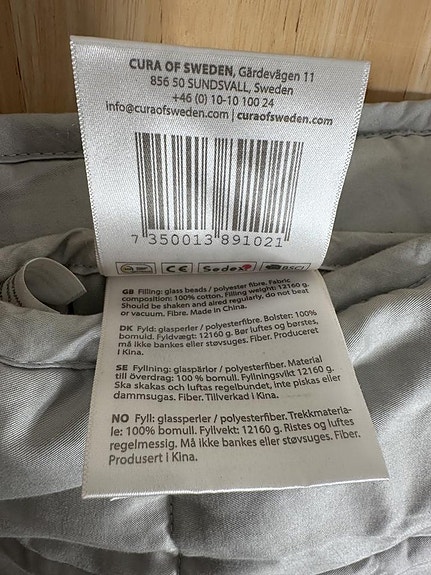 CURA OF SWEDEN, Gärdevägen 11
856 50 SUNDSVALL, Sweden
+46 (0) 10-10 100 24
info@curaofsweden.com | curaofsweden.com
7 350013 891021
CE Sedex BSCI
GB Filling: glass beads / polyester fibre. Fabric
composition: 100% cotton. Filling weight: 12160 g.
Should be shaken and aired regularly, do not beat
or vacuum. Fibre. Made in China.
DK Fyld: glasperler / polyesterfibre. Bolster: 100%
bomuld. Fyldvægt: 12160 g. Bør luftes og børstes,
må ikke bankes eller støvsuges. Fiber. Produceret
i Kina.
SE Fyllning: glaspärlor / polyesterfiber. Material
till överdrag: 100 % bomull. Fyllningsvikt 12160 g.
Ska skakas och luftas regelbundet, inte piskas eller
dammsugas. Fiber. Tillverkad i Kina.
NO Fyll: glassperler / polyesterfiber. Trekkmateria-
le: 100% bomull. Fyllvekt: 12160 g. Ristes og luftes
regelmessig. Må ikke bankes eller støvsuges. Fiber.
Produsert i Kina.